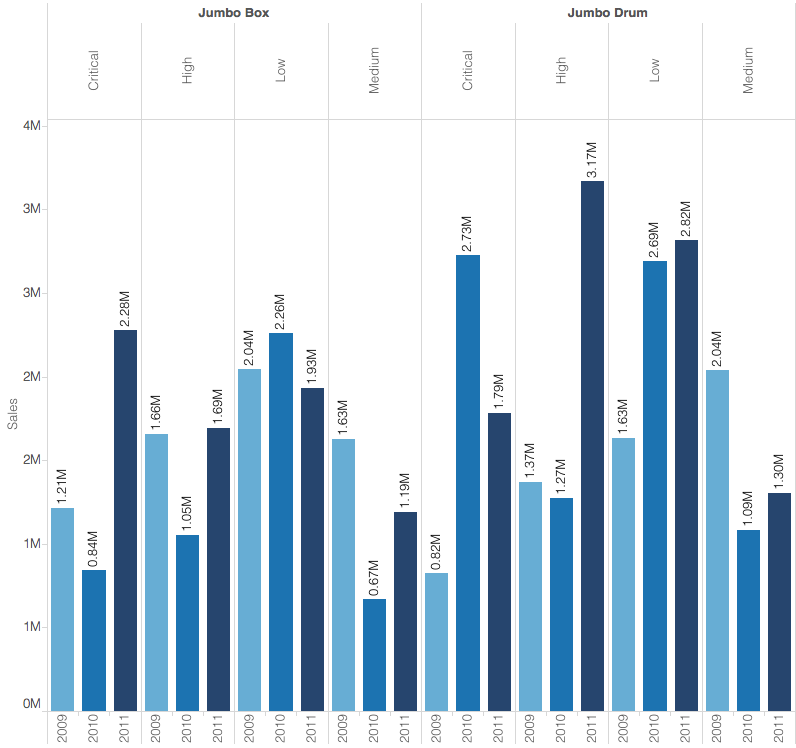 Jumbo Box Jumbo Drum
Critical High Low Medium Critical High Low Medium
Sales
4M
3M
3M
2M
2M
1M
1M
0M
1.21M 0.84M 2.28M 1.66M 1.05M 1.69M 2.04M 2.26M 1.93M 1.63M 0.67M 1.19M 0.82M 2.73M 1.79M 1.37M 1.27M 3.17M 1.63M 2.69M 2.82M 2.04M 1.09M 1.30M
2009 2010 2011 2009 2010 2011 2009 2010 2011 2009 2010 2011 2009 2010 2011 2009 2010 2011 2009 2010 2011 2009 2010 2011